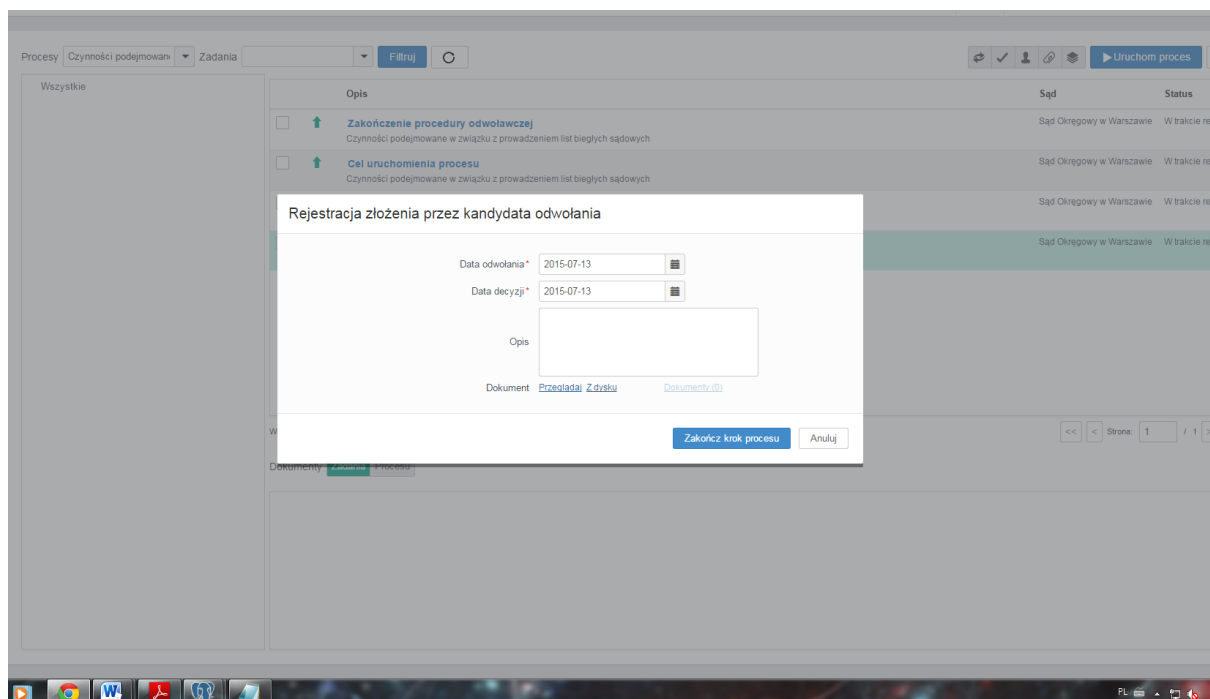 Procesy Czynności podejmowani Zadania Filtruj Uruchom proces
Wszystkie
Opis Sąd Status
Zakończenie procedury odwoławczej Sąd Okręgowy w Warszawie W trakcie re
Czynności podejmowane w związku z prowadzeniem list biegłych sądowych
Cel uruchomienia procesu Sąd Okręgowy w Warszawie W trakcie re
Czynności podejmowane w związku z prowadzeniem list biegłych sądowych
Sąd Okręgowy w Warszawie W trakcie re
Rejestracja złożenia przez kandydata odwołania
Sąd Okręgowy w Warszawie W trakcie re
Data odwołania* 2015-07-13
Data decyzji* 2015-07-13
Opis
Dokument Przeglądaj Z dysku Dokumenty (0)
W << < Strona: 1 / 1 >
Zakończ krok procesu Anuluj
Dokumenty Zadania Procesu
PL